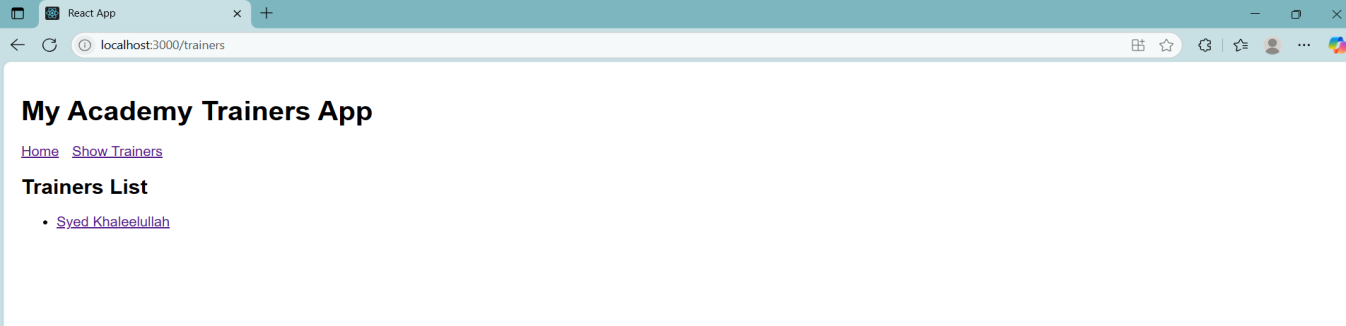 React App
localhost:3000/trainers
My Academy Trainers App
Home Show Trainers
Trainers List
• Syed Khaleelullah